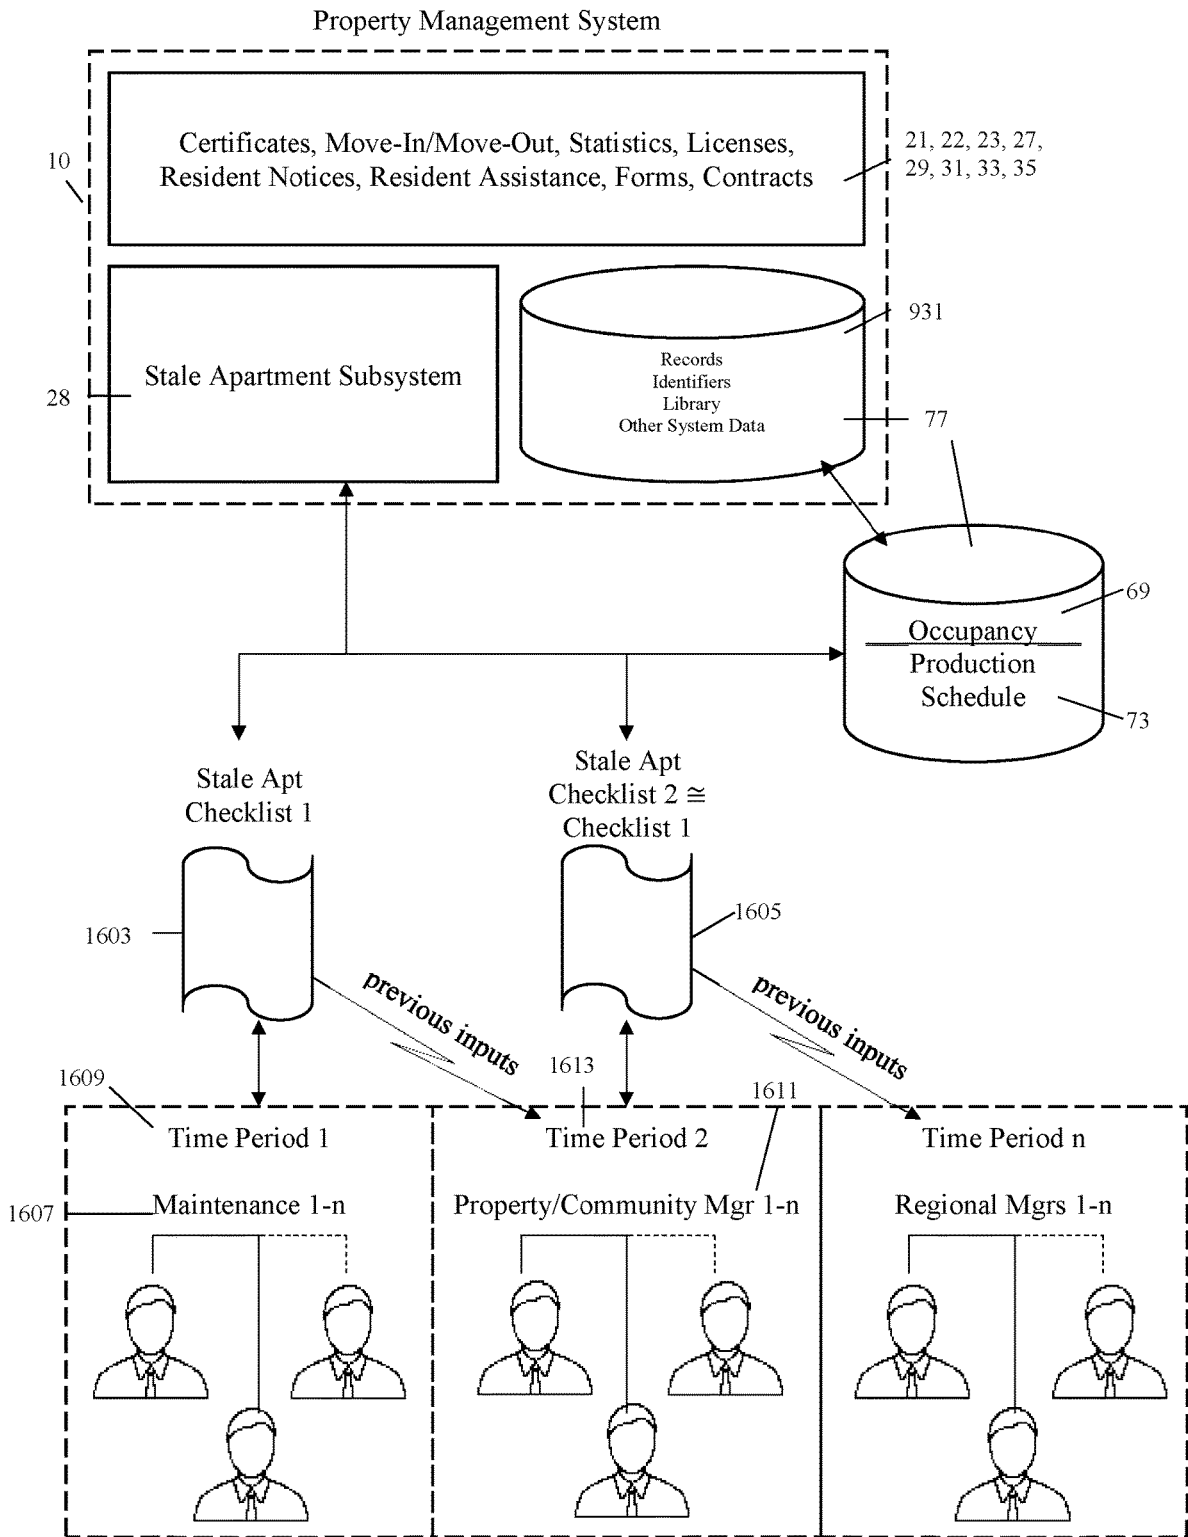 Property Management System
Certificates, Move-In/Move-Out, Statistics, Licenses,
Resident Notices, Resident Assistance, Forms, Contracts
21, 22, 23, 27,
29, 31, 33, 35
10
931
Records
Identifiers
Library
Other System Data
Stale Apartment Subsystem
28
77
69
Occupancy
Production
Schedule
73
Stale Apt
Checklist 1
Stale Apt
Checklist 2 ≅
Checklist 1
1603
1605
previous inputs
previous inputs
1609
1613
1611
Time Period 1
Time Period 2
Time Period n
1607
Maintenance 1-n
Property/Community Mgr 1-n
Regional Mgrs 1-n